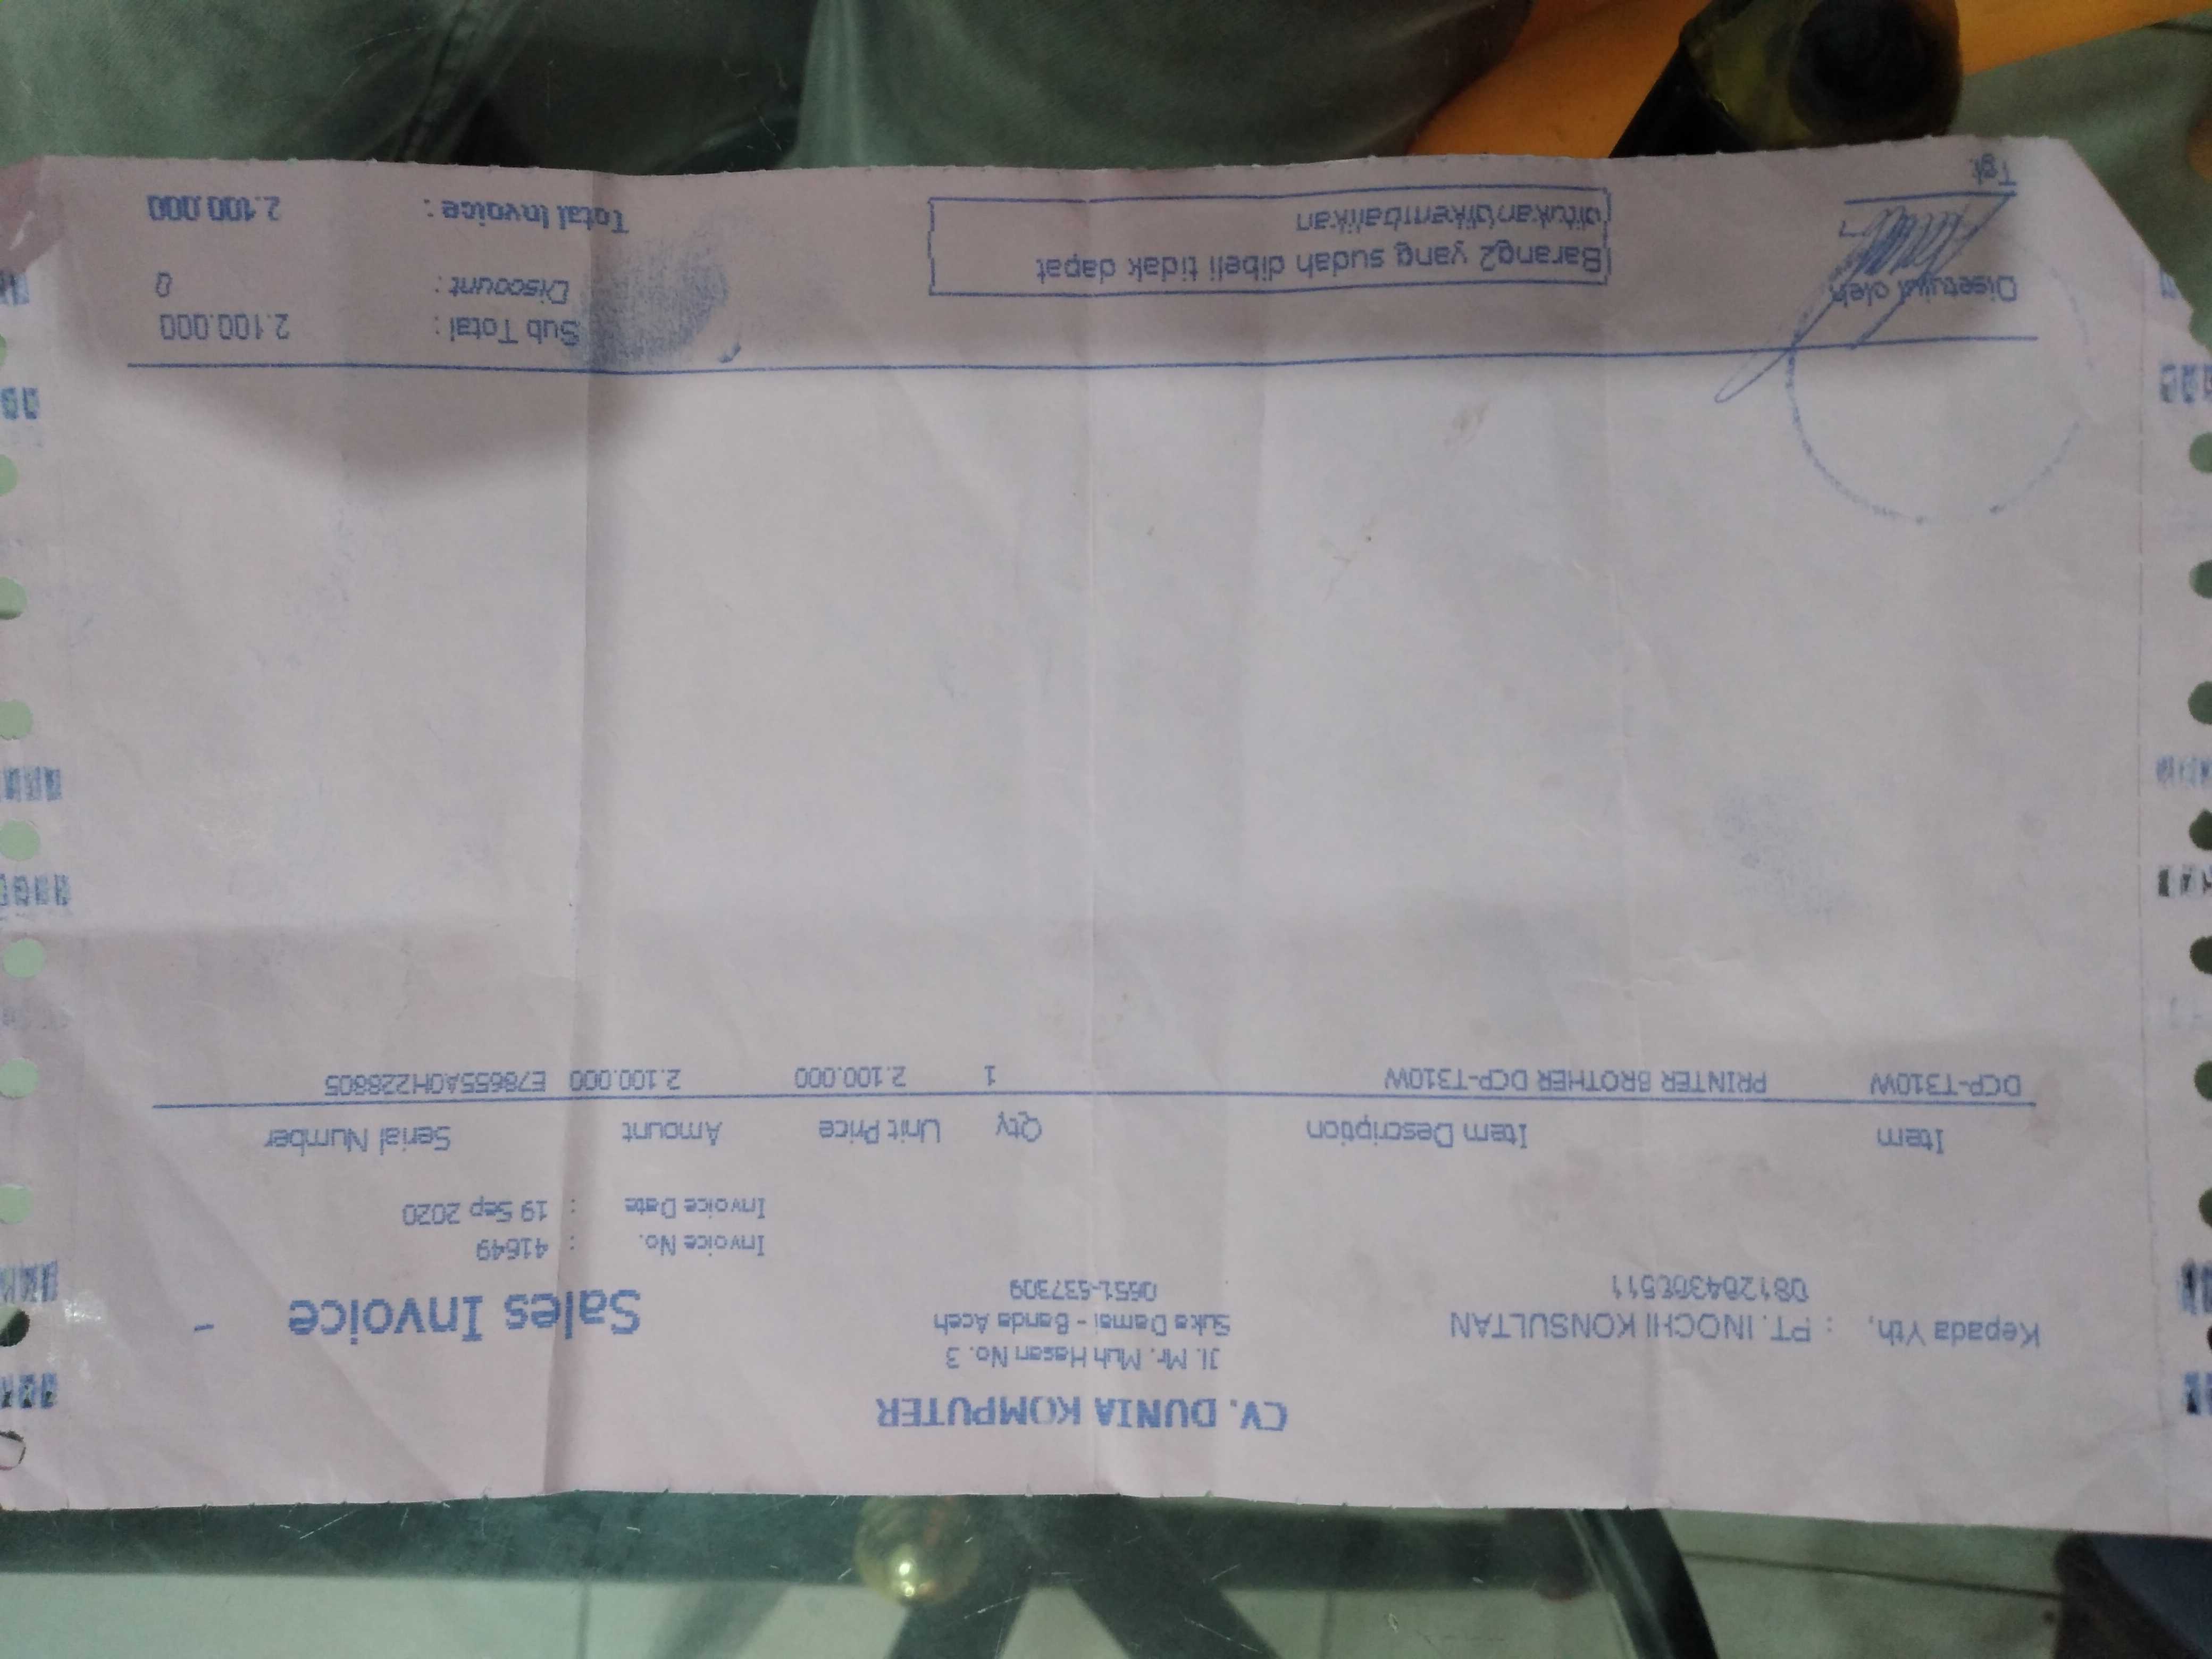 CV. DUNIA KOMPUTER
Jl. Mr. Muh Hasan No. 3
Suka Damai - Banda Aceh
0651-637309
Kepada Yth, : PT. INOCHI KONSULTAN
Sales Invoice
Invoice No. : 41649
Invoice Date : 19 Sep 2020
Item Item Description Qty Unit Price Amount Serial Number
DCP-T310W PRINTER BROTHER DCP-T310W 1 2.100.000 2.100.000 E78655A0H228805
Disetujui oleh
Tgl.
Barang2 yang sudah dibeli tidak dapat
ditukar/dikembalikan
Sub Total : 2.100.000
Discount : 0
Total Invoice : 2.100.000